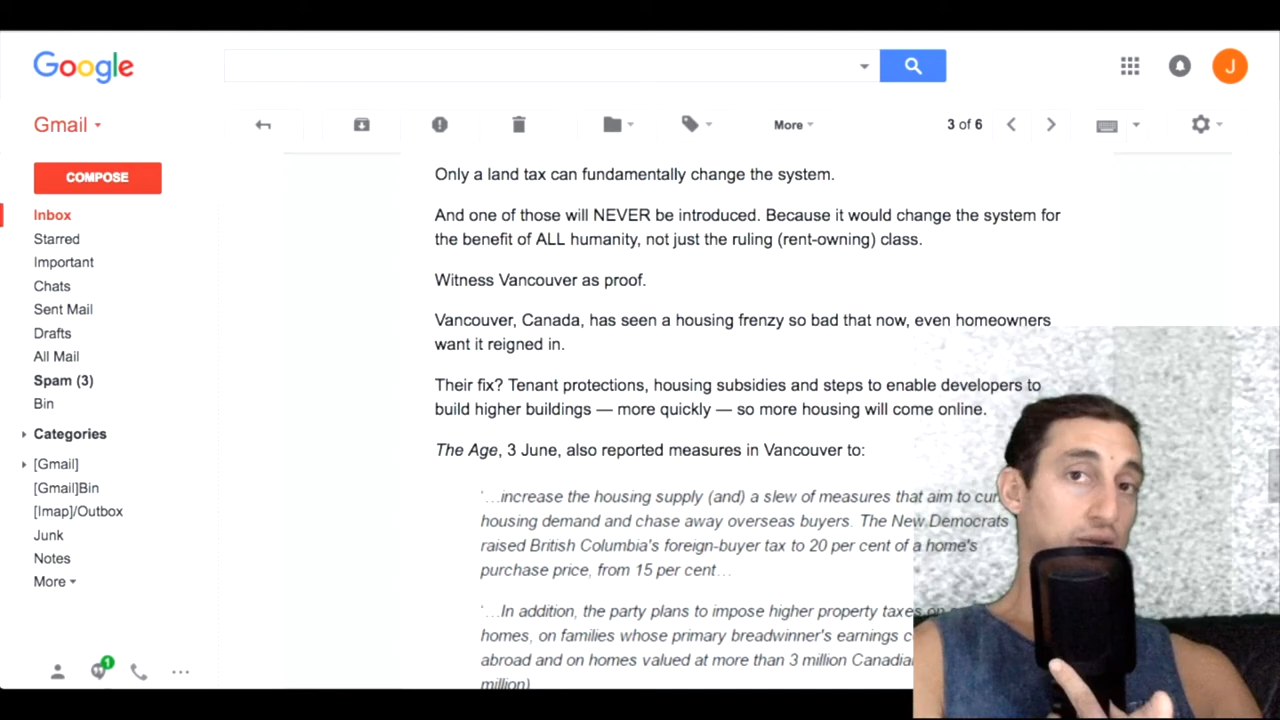 Google
J
Gmail
More
3 of 6
COMPOSE
Inbox
Starred
Important
Chats
Sent Mail
Drafts
All Mail
Spam (3)
Bin
Categories
[Gmail]
[Gmail]Bin
[Imap]/Outbox
Junk
Notes
More
1
Only a land tax can fundamentally change the system.
And one of those will NEVER be introduced. Because it would change the system for
the benefit of ALL humanity, not just the ruling (rent-owning) class.
Witness Vancouver as proof.
Vancouver, Canada, has seen a housing frenzy so bad that now, even homeowners
want it reigned in.
Their fix? Tenant protections, housing subsidies and steps to enable developers to
build higher buildings — more quickly — so more housing will come online.
The Age, 3 June, also reported measures in Vancouver to:
'…increase the housing supply (and) a slew of measures that aim to
housing demand and chase away overseas buyers. The New Democrats
raised British Columbia's foreign-buyer tax to 20 per cent of a home's
purchase price, from 15 per cent…
'…In addition, the party plans to impose higher property taxes on
homes, on families whose primary breadwinner's earnings
abroad and on homes valued at more than 3 million
million)